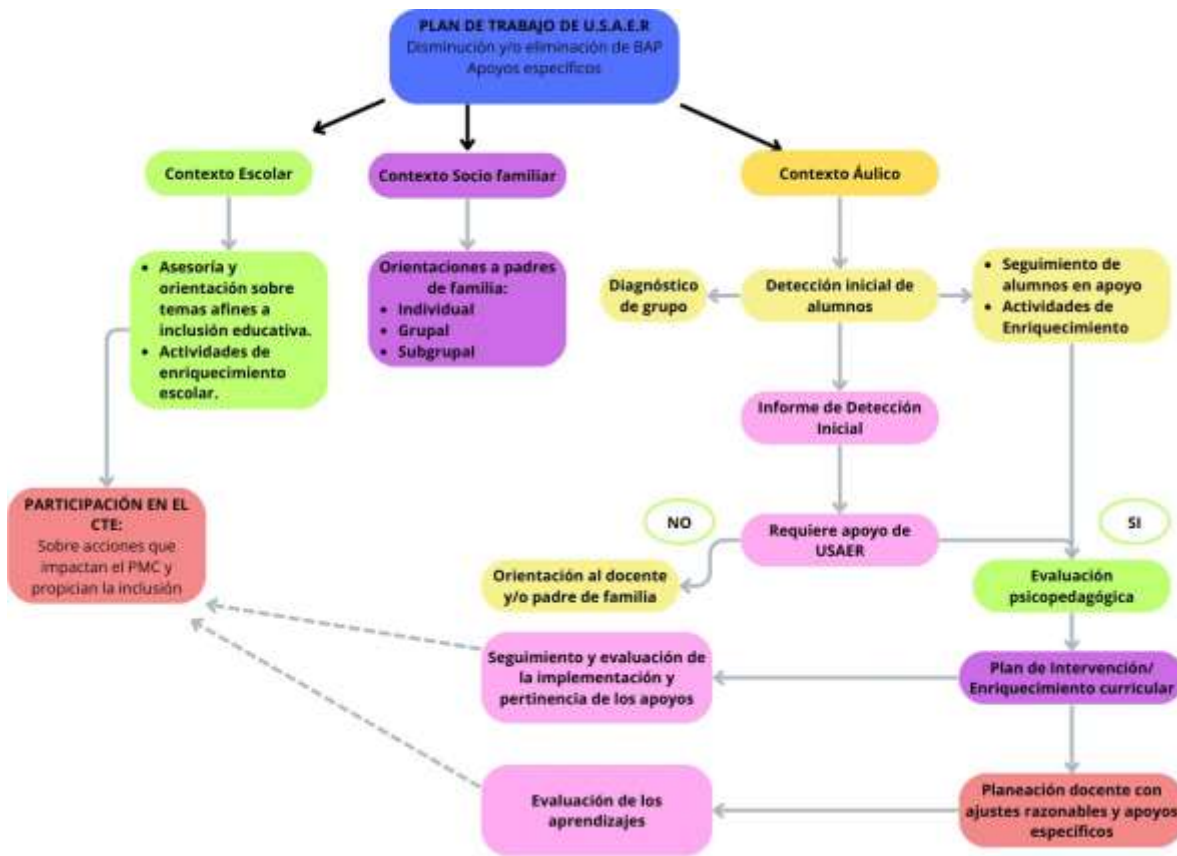 PLAN DE TRABAJO DE U.S.A.E.R
Disminución y/o eliminación de BAP
Apoyos específicos
Contexto Escolar
Contexto Socio familiar
Contexto Áulico
• Asesoría y
orientación sobre
temas afines a
inclusión educativa.
• Actividades de
enriquecimiento
escolar.
Orientaciones a padres
de familia:
• Individual
• Grupal
• Subgrupal
Diagnóstico
de grupo
Detección inicial de
alumnos
• Seguimiento de
alumnos en apoyo
• Actividades de
Enriquecimiento
Informe de Detección
Inicial
PARTICIPACIÓN EN EL
CTE:
Sobre acciones que
impactan el PMC y
propician la inclusión
NO
Requiere apoyo de
USAER
SI
Orientación al docente
y/o padre de familia
Evaluación
psicopedagógica
Seguimiento y evaluación de
la implementación y
pertinencia de los apoyos
Plan de Intervención/
Enriquecimiento curricular
Evaluación de los
aprendizajes
Planeación docente con
ajustes razonables y apoyos
específicos